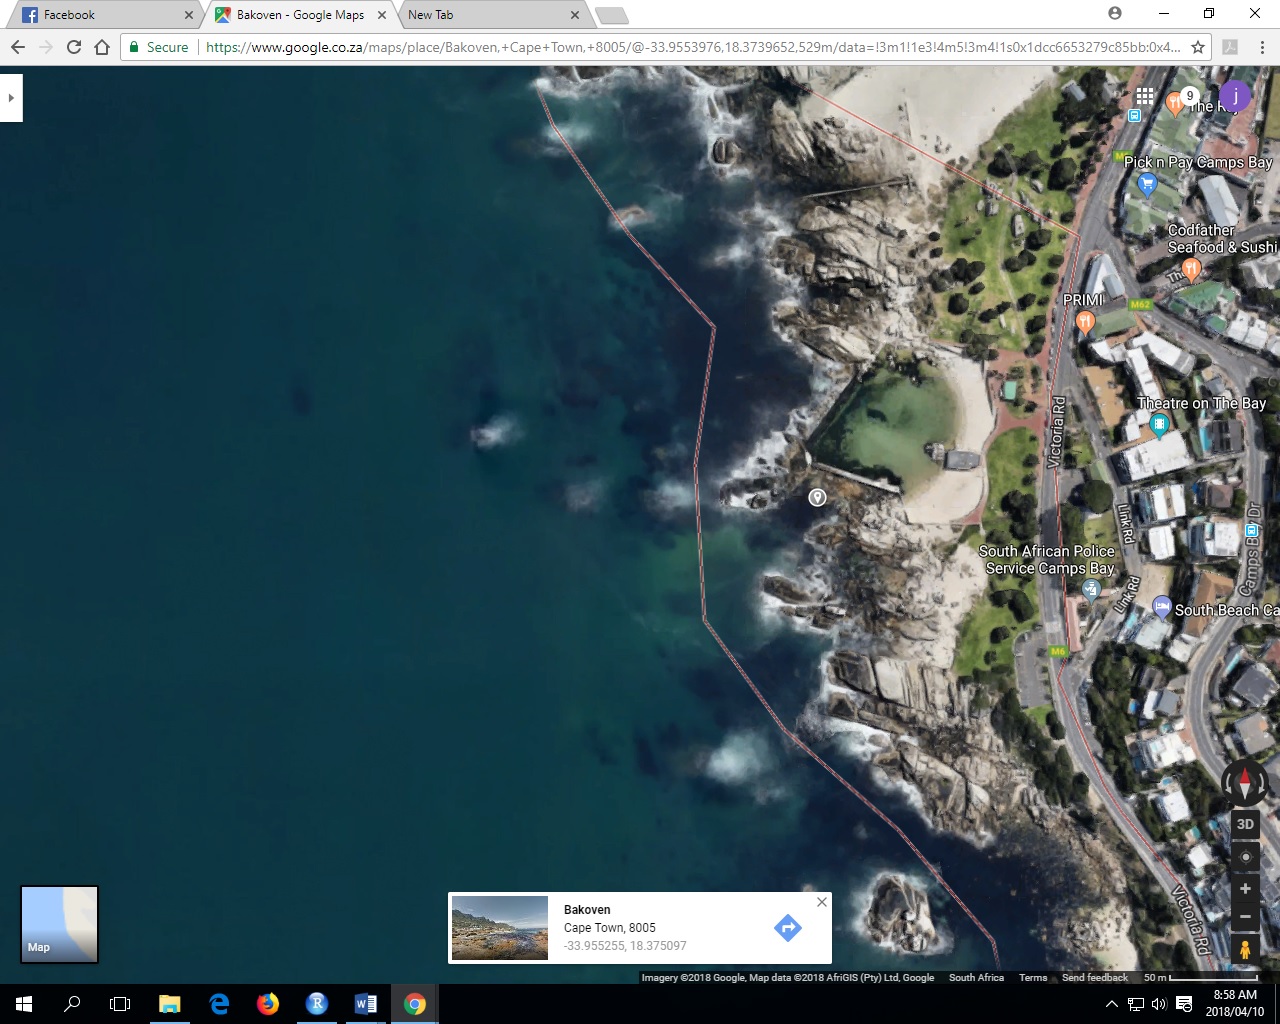 Facebook
Bakoven - Google Maps
New Tab
Secure
https://www.google.co.za/maps/place/Bakoven,+Cape+Town,+8005/@-33.9553976,18.3739652,529m/data=!3m1!1e3!4m5!3m4!1s0x1dcc6653279c85bb:0x4...
9
j
Pick n Pay Camps Bay
Codfather
Seafood & Sushi
PRIMI
M62
Theatre on The Bay
Victoria Rd
Link Rd
Camps Bay Dr
South African Police
Service Camps Bay
Link Rd
South Beach Ca
M6
3D
Victoria Rd
Map
Bakoven
Cape Town, 8005
-33.955255, 18.375097
Imagery ©2018 Google, Map data ©2018 AfriGIS (Pty) Ltd, Google
South Africa
Terms
Send feedback
50 m
8:58 AM
2018/04/10